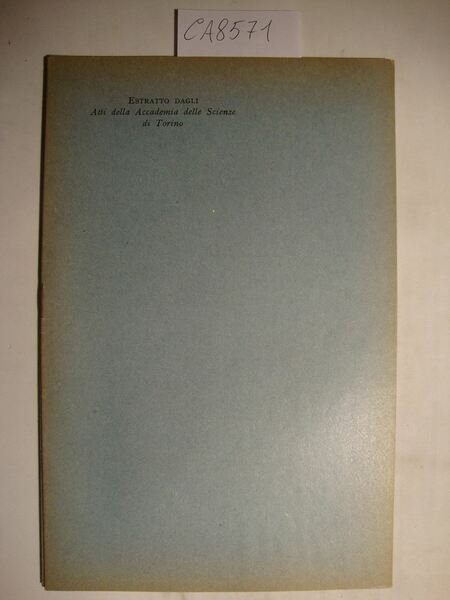 CA8571
ESTRATTO DAGLI
Atti della Accademia delle Scienze
di Torino